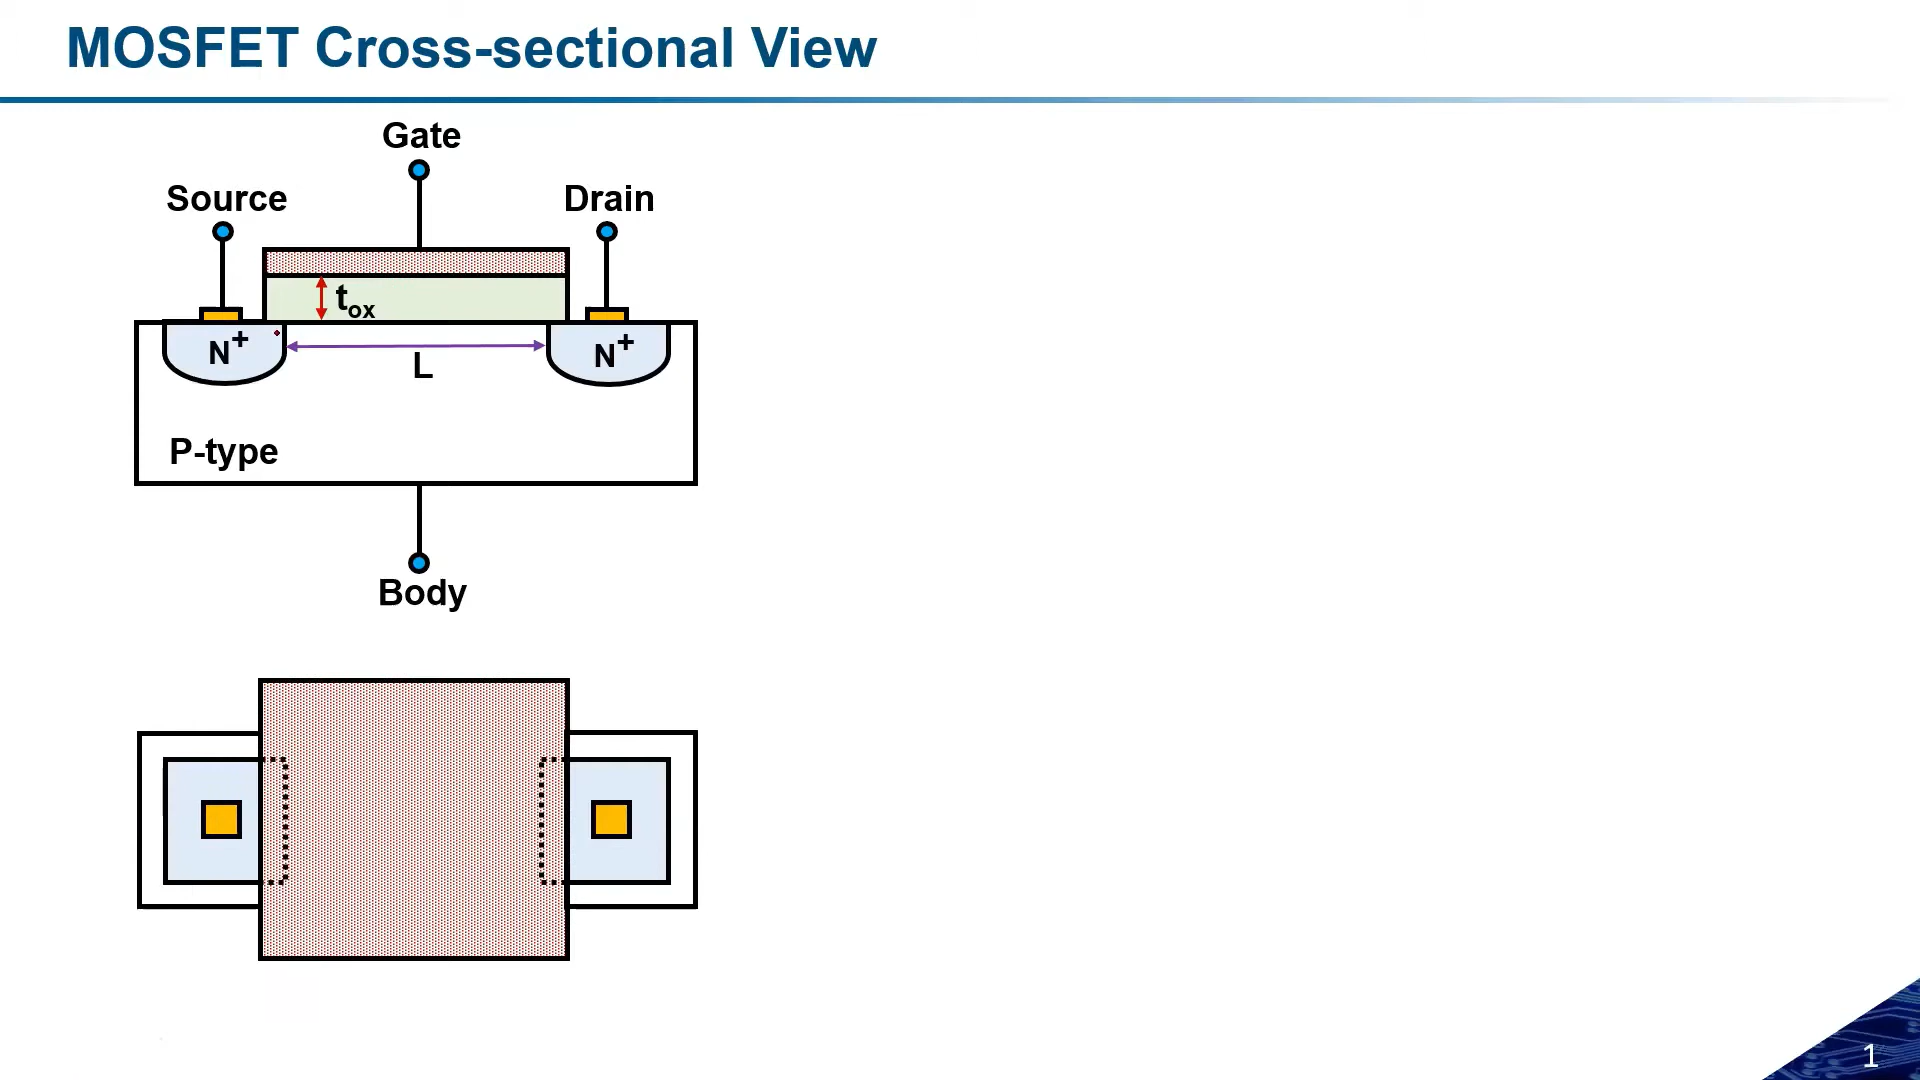 MOSFET Cross-sectional View
Gate
Source
Drain
tox
N+
N+
L
P-type
Body
1